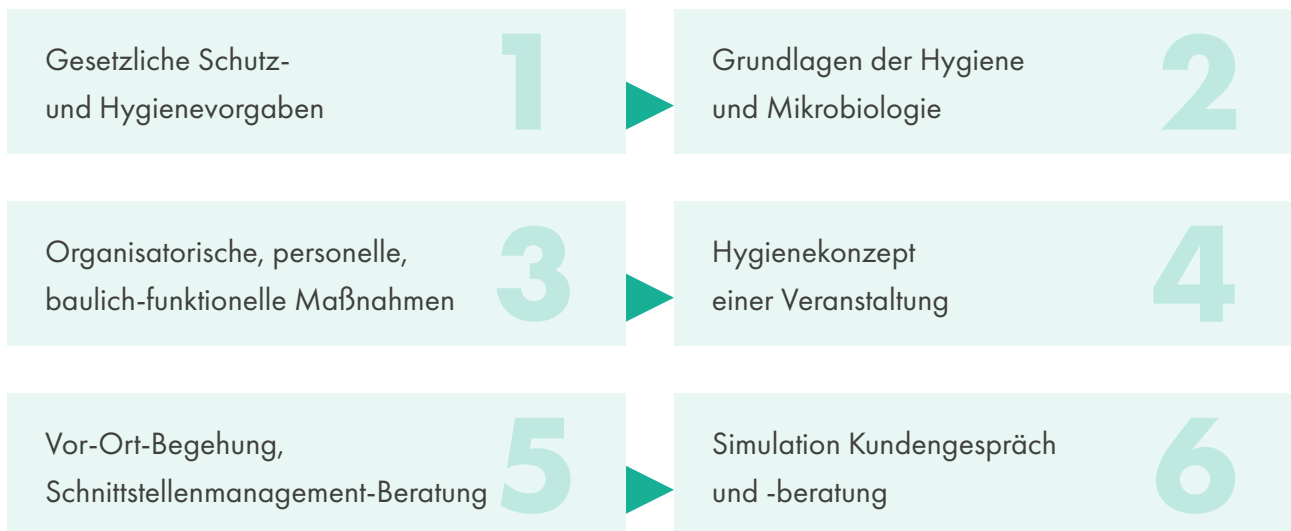 Gesetzliche Schutz-
und Hygienevorgaben
1
Grundlagen der Hygiene
und Mikrobiologie
2
Organisatorische, personelle,
baulich-funktionelle Maßnahmen
3
Hygienekonzept
einer Veranstaltung
4
Vor-Ort-Begehung,
Schnittstellenmanagement-Beratung
5
Simulation Kundengespräch
und -beratung
6